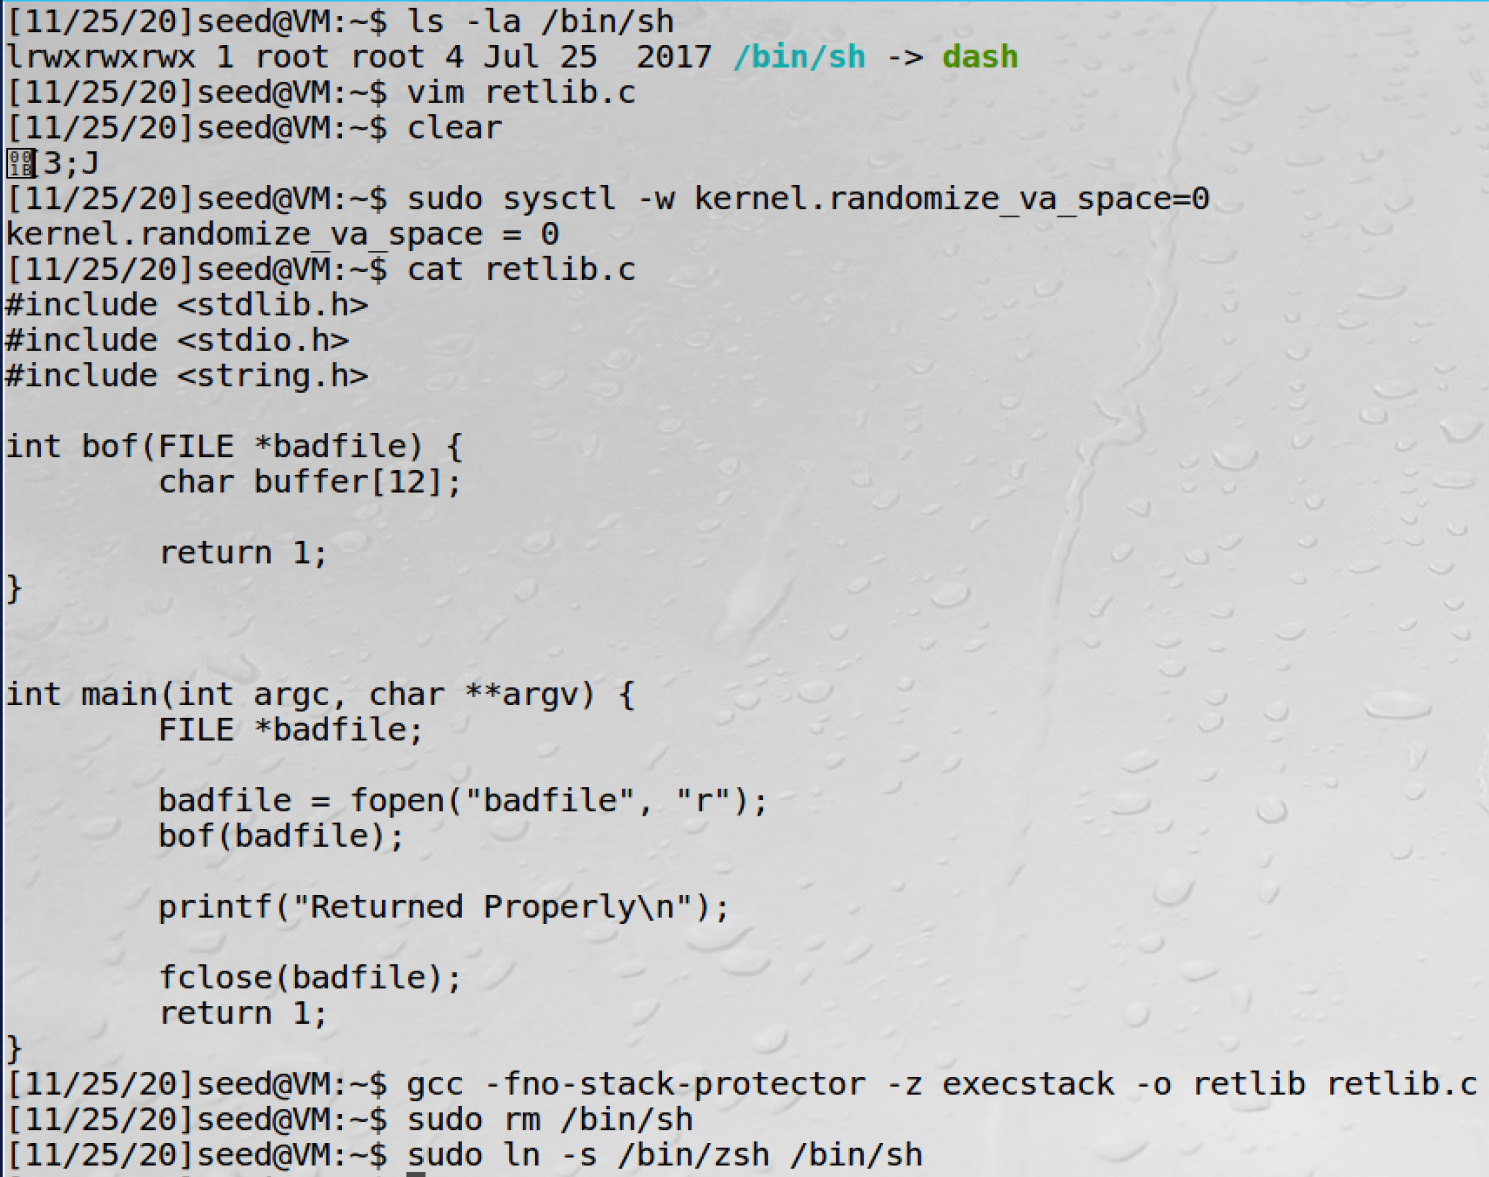 [11/25/20]seed@VM:~$ ls -la /bin/sh
lrwxrwxrwx 1 root root 4 Jul 25  2017 /bin/sh -> dash
[11/25/20]seed@VM:~$ vim retlib.c
[11/25/20]seed@VM:~$ clear
[3;J
[11/25/20]seed@VM:~$ sudo sysctl -w kernel.randomize_va_space=0
kernel.randomize_va_space = 0
[11/25/20]seed@VM:~$ cat retlib.c
#include <stdlib.h>
#include <stdio.h>
#include <string.h>

int bof(FILE *badfile) {
        char buffer[12];

        return 1;
}


int main(int argc, char **argv) {
        FILE *badfile;

        badfile = fopen("badfile", "r");
        bof(badfile);

        printf("Returned Properly\n");

        fclose(badfile);
        return 1;
}
[11/25/20]seed@VM:~$ gcc -fno-stack-protector -z execstack -o retlib retlib.c
[11/25/20]seed@VM:~$ sudo rm /bin/sh
[11/25/20]seed@VM:~$ sudo ln -s /bin/zsh /bin/sh